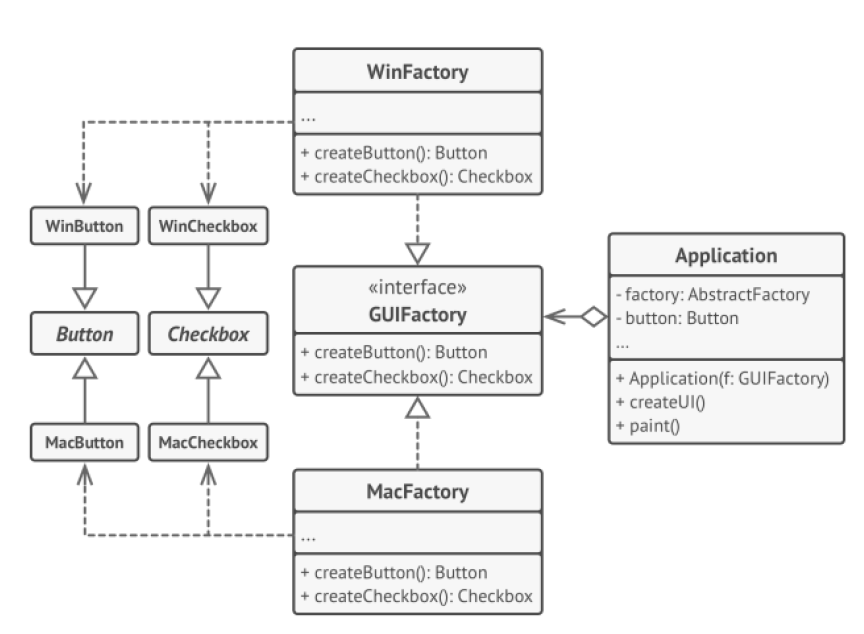 WinFactory
...
+ createButton(): Button
+ createCheckbox(): Checkbox
WinButton
WinCheckbox
Button
Checkbox
MacButton
MacCheckbox
«interface»
GUIFactory
+ createButton(): Button
+ createCheckbox(): Checkbox
Application
- factory: AbstractFactory
- button: Button
...
+ Application(f: GUIFactory)
+ createUI()
+ paint()
MacFactory
...
+ createButton(): Button
+ createCheckbox(): Checkbox